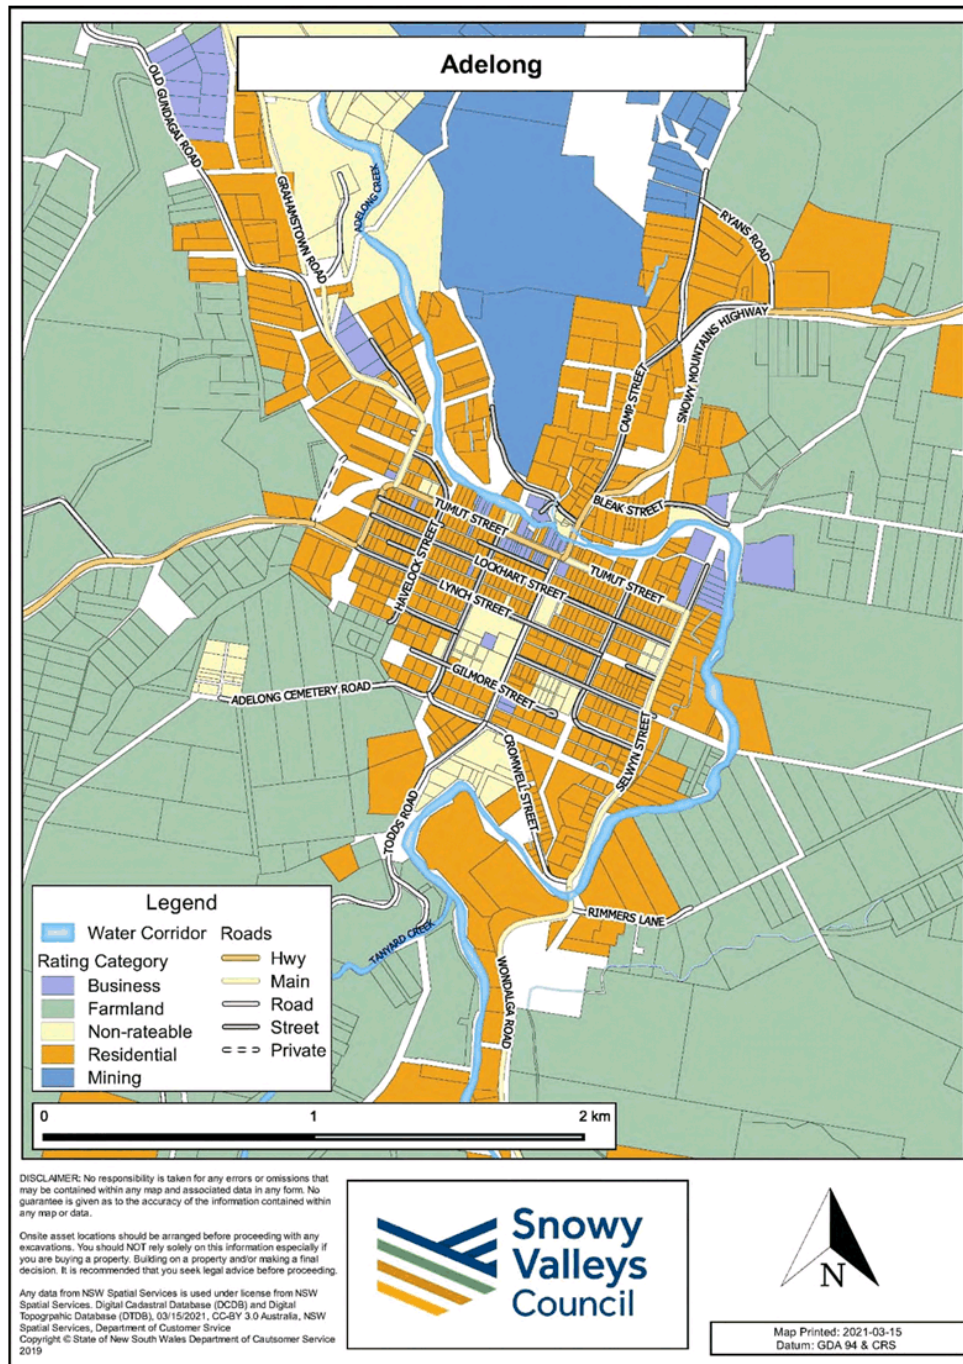 Adelong
OLD GUNDAGAI ROAD
GRAHAMSTOWN ROAD
ADELONG CREEK
RYANS ROAD
SNOWY MOUNTAINS HIGHWAY
CAMP STREET
BLEAK STREET
TUMUT STREET
TUMUT STREET
HAVELOCK STREET
LOCKHART STREET
LYNCH STREET
GILMORE STREET
ADELONG CEMETERY ROAD
CROMWELL STREET
SELWYN STREET
TODDS ROAD
RIMMERS LANE
TANYARD CREEK
WONDALGA ROAD
Legend
Water Corridor
Rating Category
Business
Farmland
Non-rateable
Residential
Mining
Roads
Hwy
Main
Road
Street
Private
0 1 2 km
DISCLAIMER: No responsibility is taken for any errors or omissions that
may be contained within any map and associated data in any form. No
guarantee is given as to the accuracy of the information contained within
any map or data.
Onsite asset locations should be arranged before proceeding with any
excavations. You should NOT rely solely on this information especially if
you are buying a property. Building on a property and/or making a final
decision. It is recommended that you seek legal advice before proceeding.
Any data from NSW Spatial Services is used under license from NSW
Spatial Services. Digital Cadastral Database (DCDB) and Digital
Topogrpahic Database (DTDB), 03/15/2021, CC-BY 3.0 Australia, NSW
Spatial Services, Department of Customer Srvice
Copyright © State of New South Wales Department of Cautsomer Service
2019
Snowy
Valleys
Council
N
Map Printed: 2021-03-15
Datum: GDA 94 & CRS